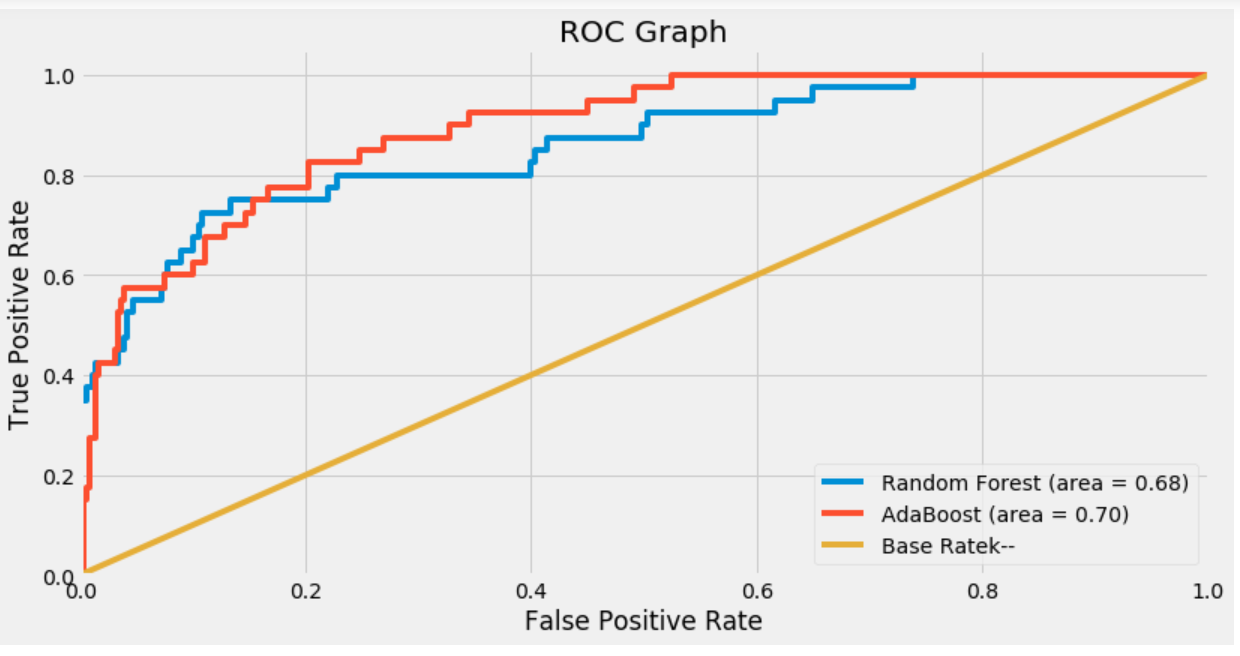 ROC Graph
True Positive Rate
1.0
0.8
0.6
0.4
0.2
0.0
0.0 0.2 0.4 0.6 0.8 1.0
False Positive Rate
Random Forest (area = 0.68)
AdaBoost (area = 0.70)
Base Ratek--